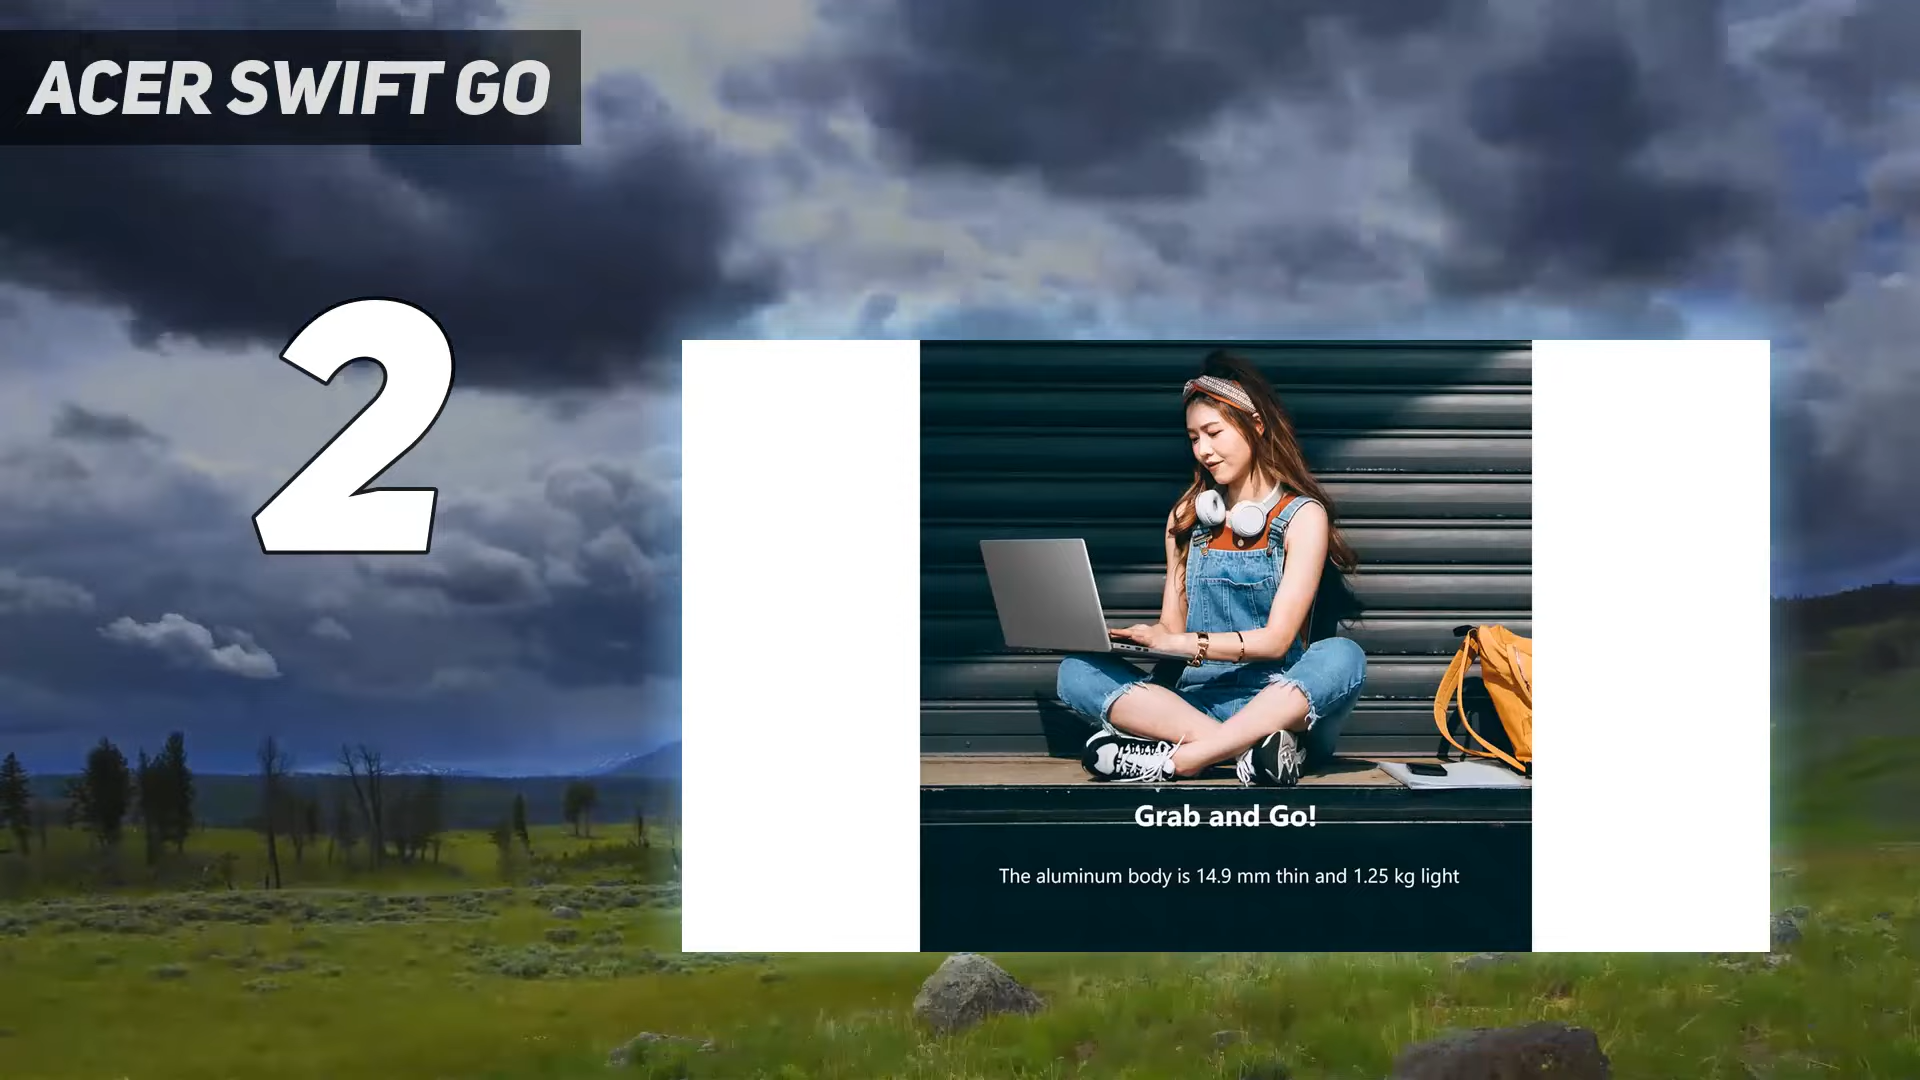 ACER SWIFT GO
2
Grab and Go!
The aluminum body is 14.9 mm thin and 1.25 kg light